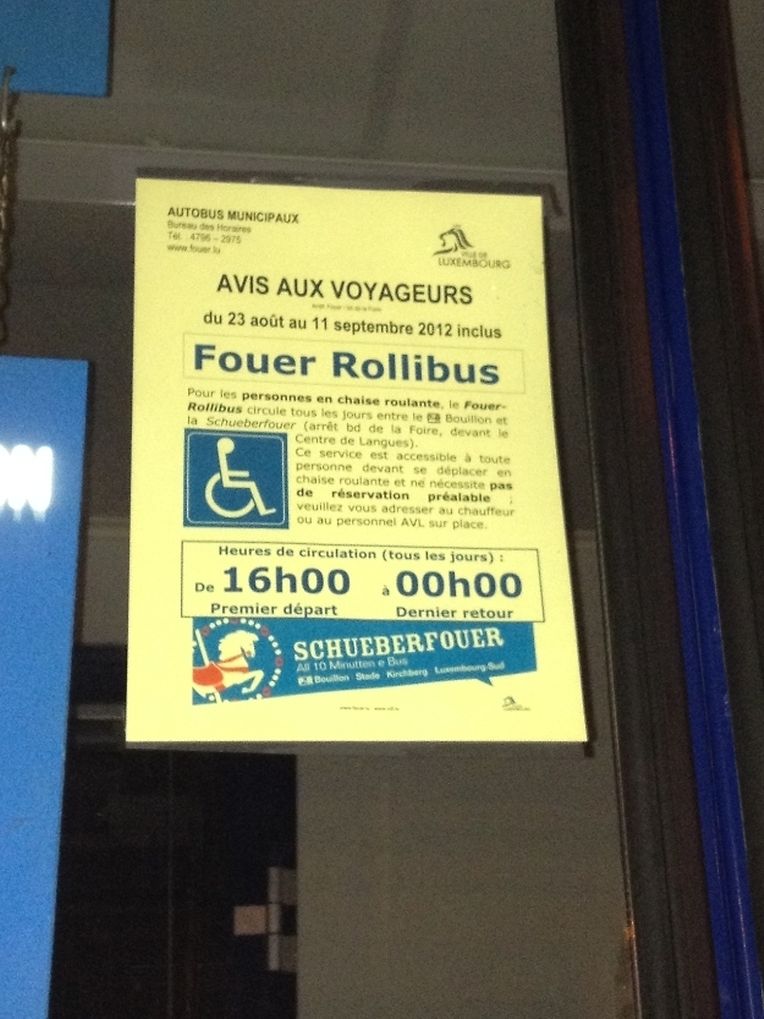 AUTOBUS MUNICIPAUX
Bureau des Horaires
Tél. : 4796 – 2975
www.fouer.lu
VILLE DE
LUXEMBOURG
AVIS AUX VOYAGEURS
du 23 août au 11 septembre 2012 inclus
Fouer Rollibus
Pour les personnes en chaise roulante, le Fouer-
Rollibus circule tous les jours entre le P+R Bouillon et
la Schueberfouer (arrêt bd de la Foire, devant le
Centre de Langues).
Ce service est accessible à toute
personne devant se déplacer en
chaise roulante et ne nécessite pas
de réservation préalable ;
veuillez vous adresser au chauffeur
ou au personnel AVL sur place.
Heures de circulation (tous les jours) :
De 16h00 à 00h00
Premier départ Dernier retour
SCHUEBERFOUER
All 10 Minutten e Bus
P+R Bouillon Stade Kirchberg Luxembourg-Sud